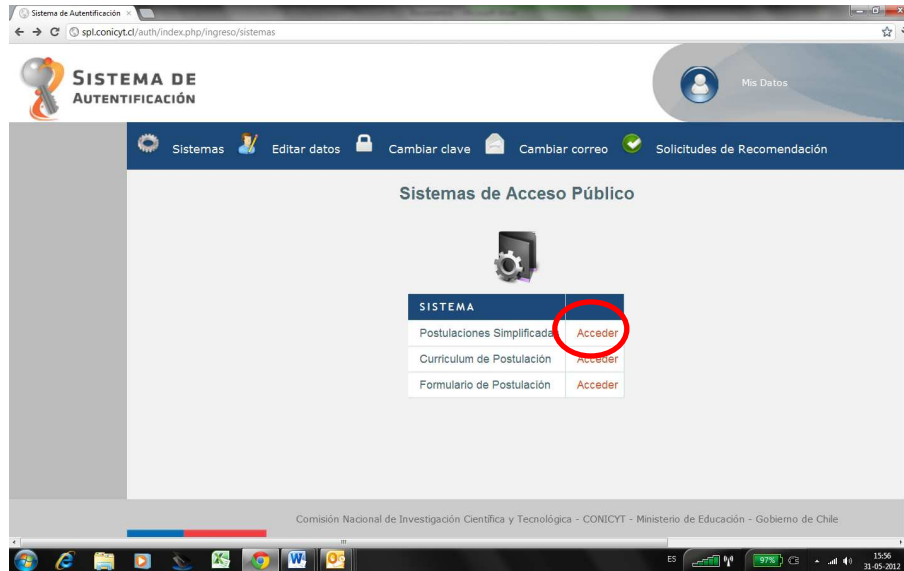 Sistema de Autentificación
spl.conicyt.cl/auth/index.php/ingreso/sistemas
SISTEMA DE
AUTENTIFICACIÓN
Mis Datos
Sistemas Editar datos Cambiar clave Cambiar correo Solicitudes de Recomendación
Sistemas de Acceso Público
SISTEMA
Postulaciones Simplificadas Acceder
Curriculum de Postulación Acceder
Formulario de Postulación Acceder
Comisión Nacional de Investigación Científica y Tecnológica - CONICYT - Ministerio de Educación - Gobierno de Chile
ES 97% 15:56
31-05-2012